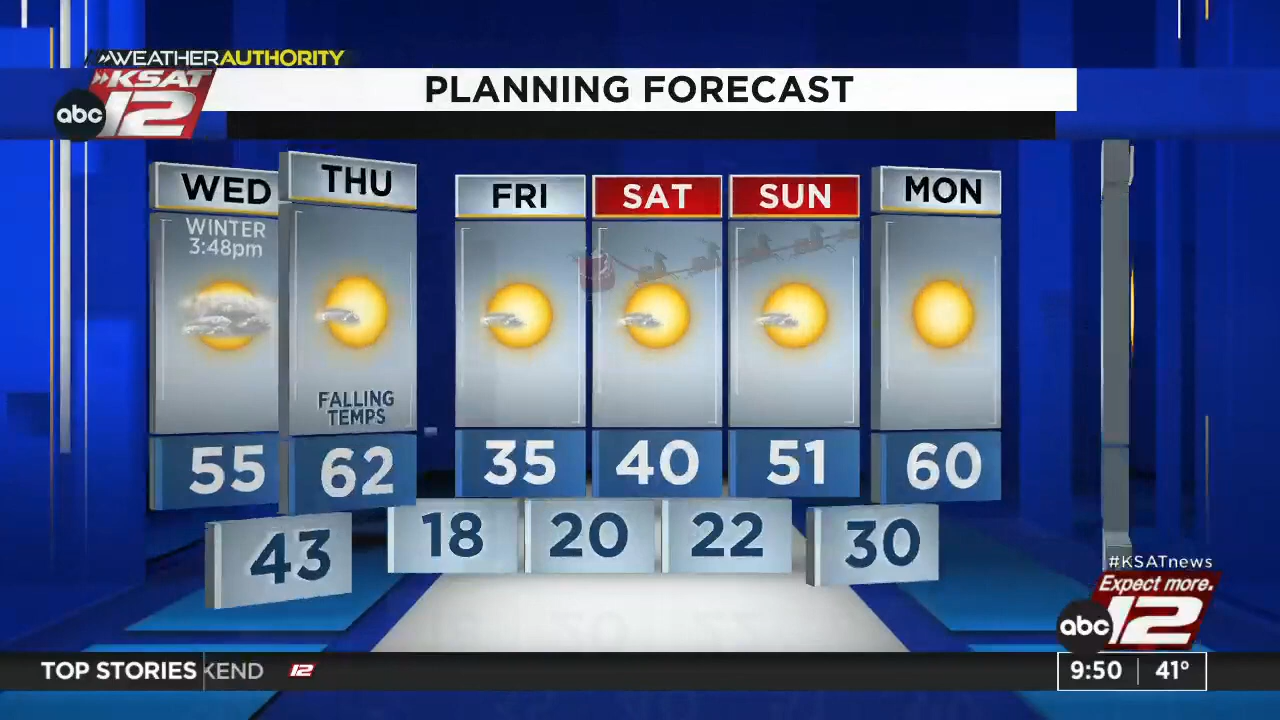 WEATHERAUTHORITY
KSAT
abc 12
PLANNING FORECAST
WED
THU
FRI
SAT
SUN
MON
WINTER
3:48pm
FALLING
TEMPS
55
62
35
40
51
60
43
18
20
22
30
#KSATnews
Expect more.
abc 12
TOP STORIES KEND 12
9:50 41°